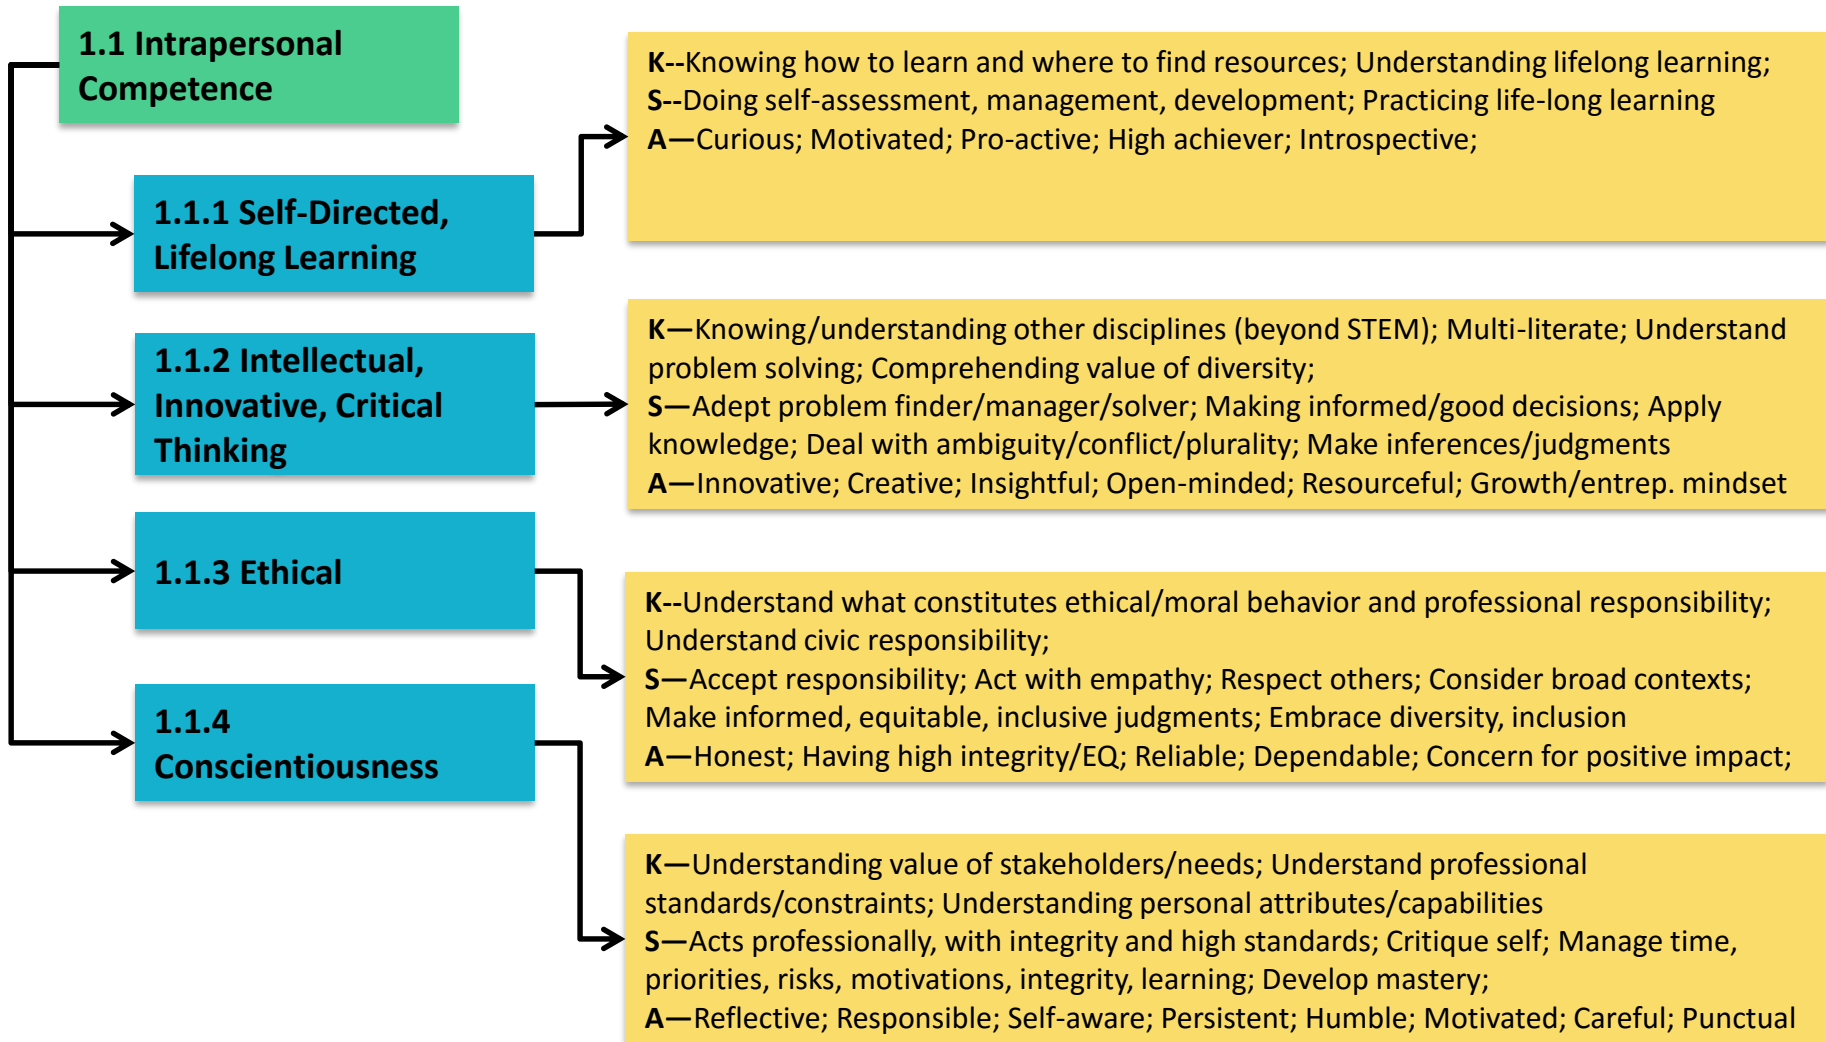 1.1 Intrapersonal
Competence
K--Knowing how to learn and where to find resources; Understanding lifelong learning;
S--Doing self-assessment, management, development; Practicing life-long learning
A—Curious; Motivated; Pro-active; High achiever; Introspective;
1.1.1 Self-Directed,
Lifelong Learning
1.1.2 Intellectual,
Innovative, Critical
Thinking
K—Knowing/understanding other disciplines (beyond STEM); Multi-literate; Understand
problem solving; Comprehending value of diversity;
S—Adept problem finder/manager/solver; Making informed/good decisions; Apply
knowledge; Deal with ambiguity/conflict/plurality; Make inferences/judgments
A—Innovative; Creative; Insightful; Open-minded; Resourceful; Growth/entrep. mindset
1.1.3 Ethical
K--Understand what constitutes ethical/moral behavior and professional responsibility;
Understand civic responsibility;
S—Accept responsibility; Act with empathy; Respect others; Consider broad contexts;
Make informed, equitable, inclusive judgments; Embrace diversity, inclusion
A—Honest; Having high integrity/EQ; Reliable; Dependable; Concern for positive impact;
1.1.4
Conscientiousness
K—Understanding value of stakeholders/needs; Understand professional
standards/constraints; Understanding personal attributes/capabilities
S—Acts professionally, with integrity and high standards; Critique self; Manage time,
priorities, risks, motivations, integrity, learning; Develop mastery;
A—Reflective; Responsible; Self-aware; Persistent; Humble; Motivated; Careful; Punctual